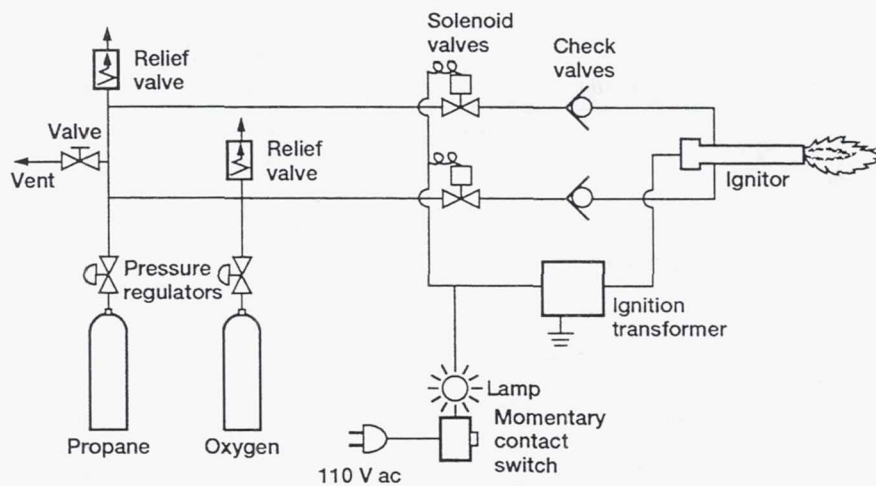 Relief
valve
Solenoid
valves
Check
valves
Valve
Vent
Relief
valve
Ignitor
Pressure
regulators
Ignition
transformer
Lamp
Propane
Oxygen
110 V ac
Momentary
contact
switch